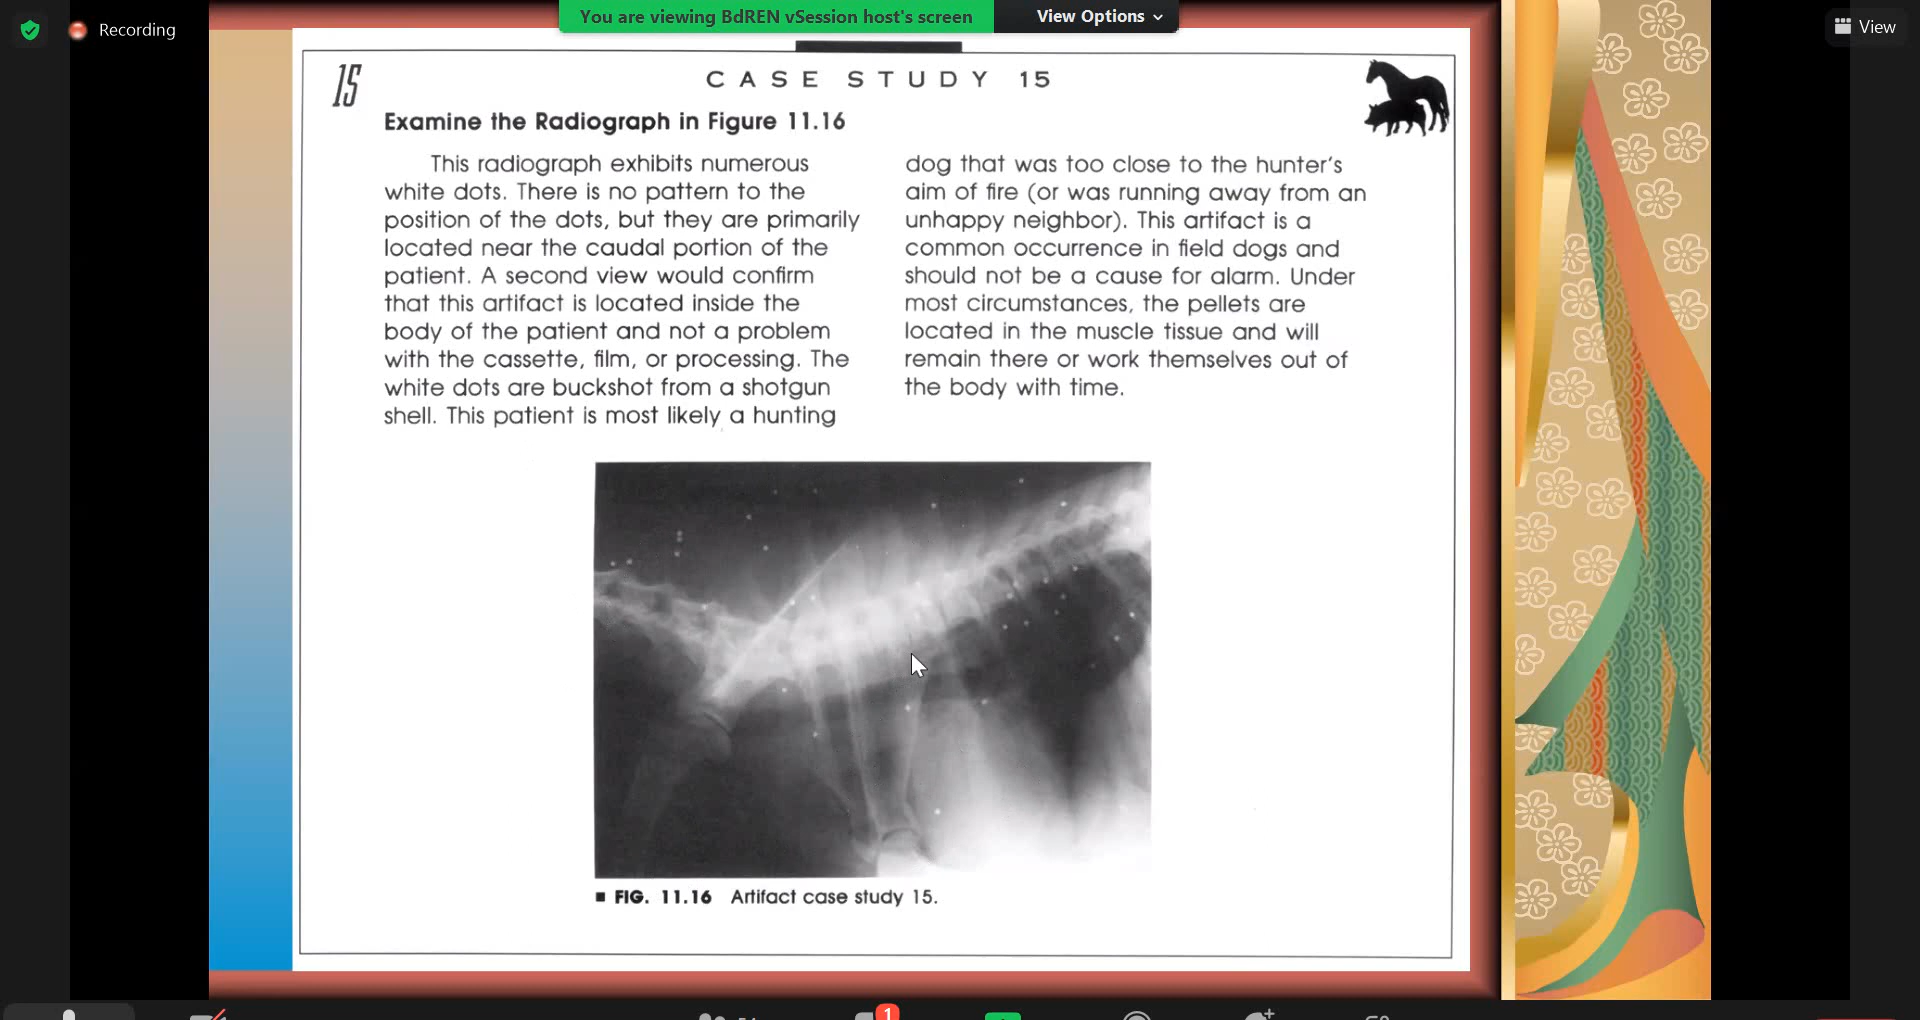 Recording
You are viewing BdREN vSession host's screen
View Options
View
15
CASE STUDY 15
Examine the Radiograph in Figure 11.16
This radiograph exhibits numerous
white dots. There is no pattern to the
position of the dots, but they are primarily
located near the caudal portion of the
patient. A second view would confirm
that this artifact is located inside the
body of the patient and not a problem
with the cassette, film, or processing. The
white dots are buckshot from a shotgun
shell. This patient is most likely a hunting
dog that was too close to the hunter's
aim of fire (or was running away from an
unhappy neighbor). This artifact is a
common occurrence in field dogs and
should not be a cause for alarm. Under
most circumstances, the pellets are
located in the muscle tissue and will
remain there or work themselves out of
the body with time.
FIG. 11.16 Artifact case study 15.
1